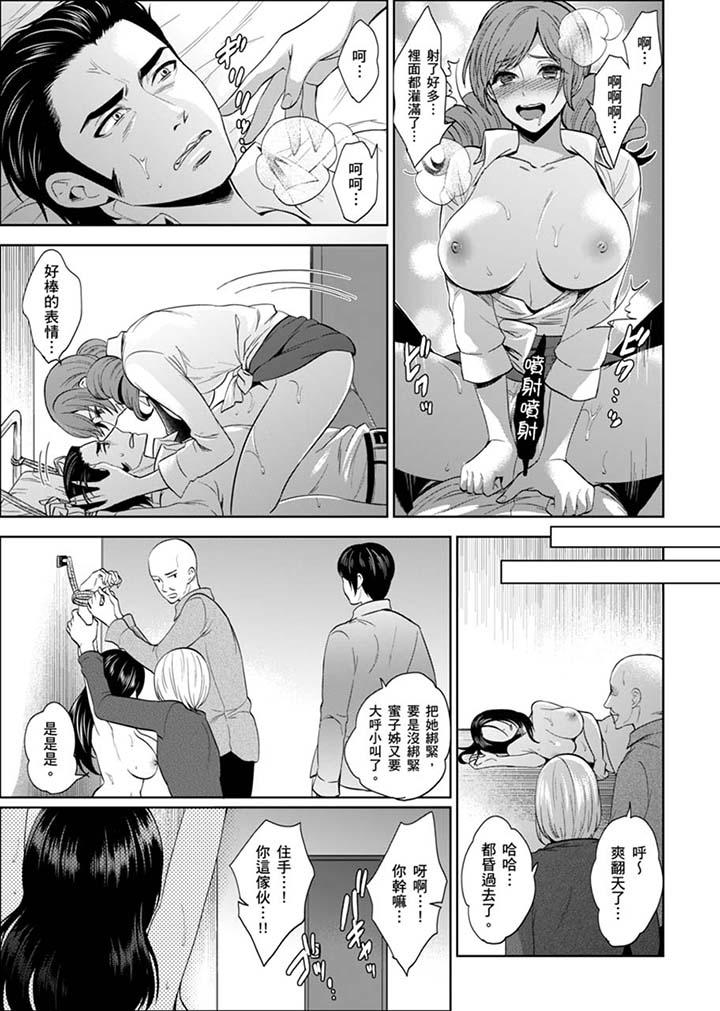 啊…
啊啊啊…
射了好多…
裡面都灌滿了…
噴射噴射
呵…
呵呵…
好棒的表情…
呼～
爽翻天了…
哈哈…
都昏過去了。
把她綁緊，
要是沒綁緊
蜜子姊又要
大呼小叫了。
是是是。
呀啊…！
你幹嘛…
住手…！
你這傢伙…!!